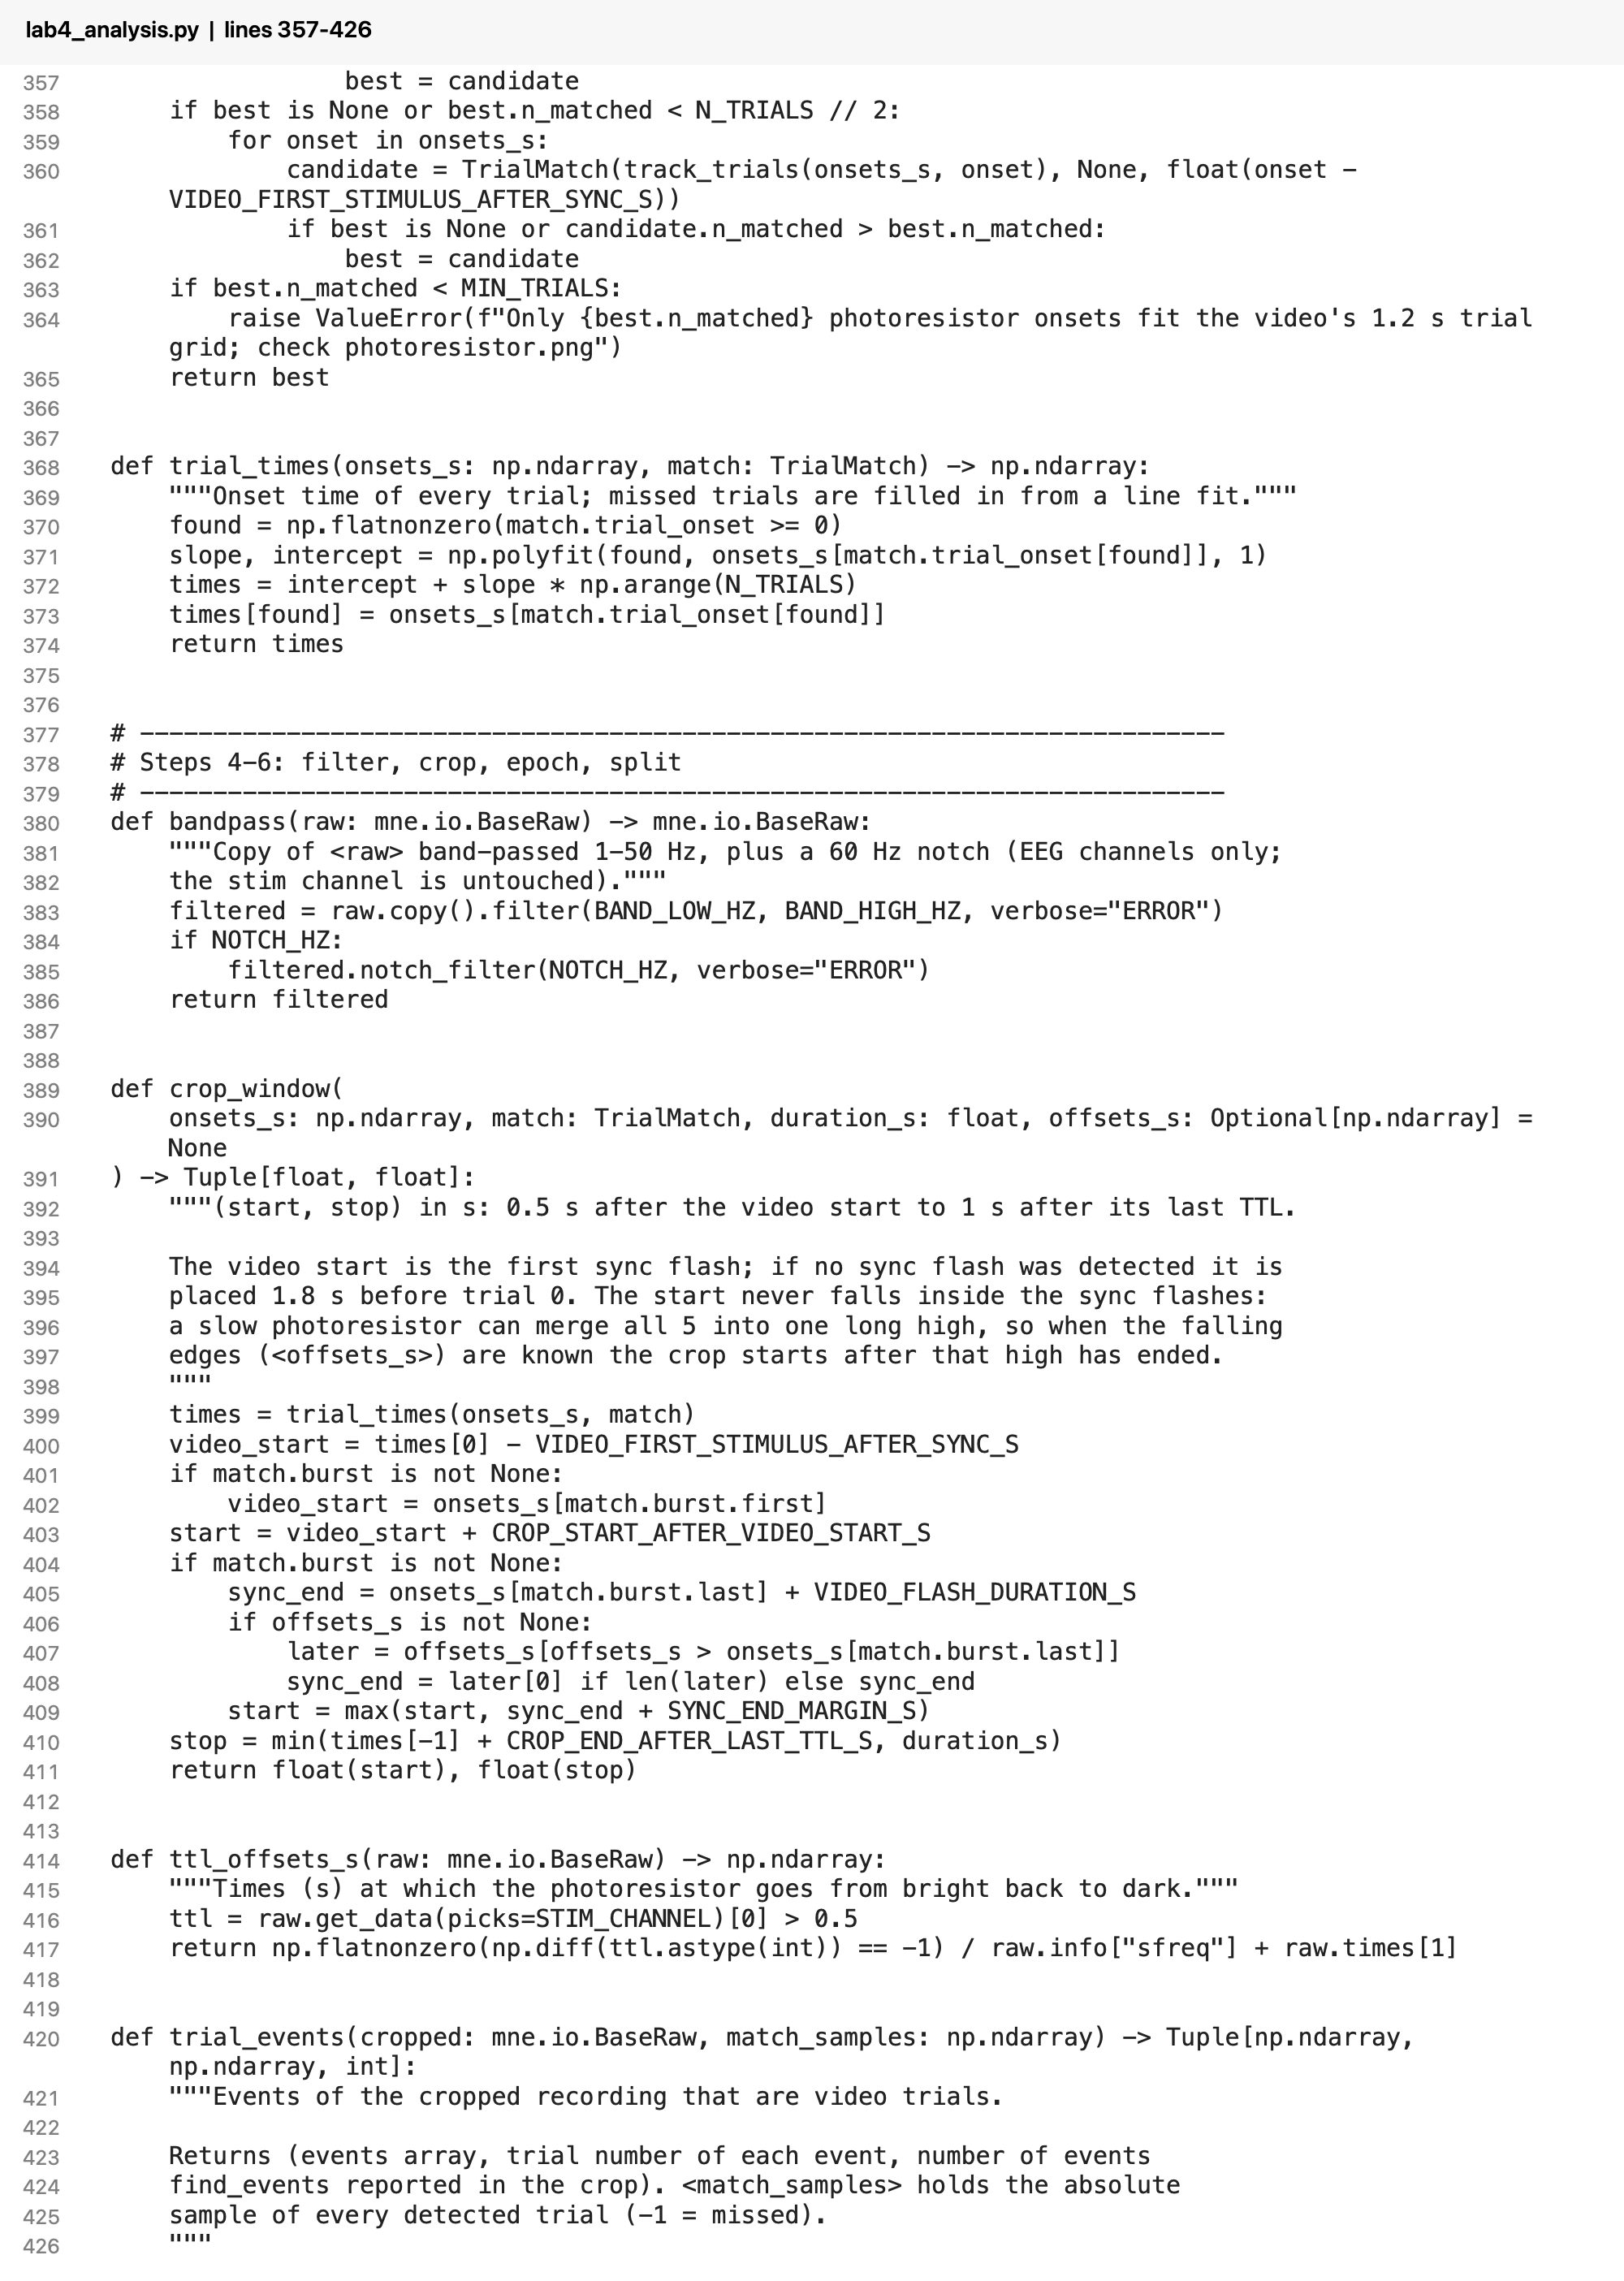 lab4_analysis.py | lines 357-426
357                 best = candidate
358     if best is None or best.n_matched < N_TRIALS // 2:
359         for onset in onsets_s:
360             candidate = TrialMatch(track_trials(onsets_s, onset), None, float(onset −
    VIDEO_FIRST_STIMULUS_AFTER_SYNC_S))
361             if best is None or candidate.n_matched > best.n_matched:
362                 best = candidate
363     if best.n_matched < MIN_TRIALS:
364         raise ValueError(f"Only {best.n_matched} photoresistor onsets fit the video's 1.2 s trial
    grid; check photoresistor.png")
365     return best
366
367
368 def trial_times(onsets_s: np.ndarray, match: TrialMatch) -> np.ndarray:
369     """Onset time of every trial; missed trials are filled in from a line fit."""
370     found = np.flatnonzero(match.trial_onset >= 0)
371     slope, intercept = np.polyfit(found, onsets_s[match.trial_onset[found]], 1)
372     times = intercept + slope * np.arange(N_TRIALS)
373     times[found] = onsets_s[match.trial_onset[found]]
374     return times
375
376
377 # --------------------------------------------------------------------------
378 # Steps 4-6: filter, crop, epoch, split
379 # --------------------------------------------------------------------------
380 def bandpass(raw: mne.io.BaseRaw) -> mne.io.BaseRaw:
381     """Copy of <raw> band-passed 1-50 Hz, plus a 60 Hz notch (EEG channels only;
382     the stim channel is untouched)."""
383     filtered = raw.copy().filter(BAND_LOW_HZ, BAND_HIGH_HZ, verbose="ERROR")
384     if NOTCH_HZ:
385         filtered.notch_filter(NOTCH_HZ, verbose="ERROR")
386     return filtered
387
388
389 def crop_window(
390     onsets_s: np.ndarray, match: TrialMatch, duration_s: float, offsets_s: Optional[np.ndarray] =
    None
391 ) -> Tuple[float, float]:
392     """(start, stop) in s: 0.5 s after the video start to 1 s after its last TTL.
393
394     The video start is the first sync flash; if no sync flash was detected it is
395     placed 1.8 s before trial 0. The start never falls inside the sync flashes:
396     a slow photoresistor can merge all 5 into one long high, so when the falling
397     edges (<offsets_s>) are known the crop starts after that high has ended.
398     """
399     times = trial_times(onsets_s, match)
400     video_start = times[0] - VIDEO_FIRST_STIMULUS_AFTER_SYNC_S
401     if match.burst is not None:
402         video_start = onsets_s[match.burst.first]
403     start = video_start + CROP_START_AFTER_VIDEO_START_S
404     if match.burst is not None:
405         sync_end = onsets_s[match.burst.last] + VIDEO_FLASH_DURATION_S
406         if offsets_s is not None:
407             later = offsets_s[offsets_s > onsets_s[match.burst.last]]
408             sync_end = later[0] if len(later) else sync_end
409         start = max(start, sync_end + SYNC_END_MARGIN_S)
410     stop = min(times[-1] + CROP_END_AFTER_LAST_TTL_S, duration_s)
411     return float(start), float(stop)
412
413
414 def ttl_offsets_s(raw: mne.io.BaseRaw) -> np.ndarray:
415     """Times (s) at which the photoresistor goes from bright back to dark."""
416     ttl = raw.get_data(picks=STIM_CHANNEL)[0] > 0.5
417     return np.flatnonzero(np.diff(ttl.astype(int)) == -1) / raw.info["sfreq"] + raw.times[1]
418
419
420 def trial_events(cropped: mne.io.BaseRaw, match_samples: np.ndarray) -> Tuple[np.ndarray,
    np.ndarray, int]:
421     """Events of the cropped recording that are video trials.
422
423     Returns (events array, trial number of each event, number of events
424     find_events reported in the crop). <match_samples> holds the absolute
425     sample of every detected trial (-1 = missed).
426     """